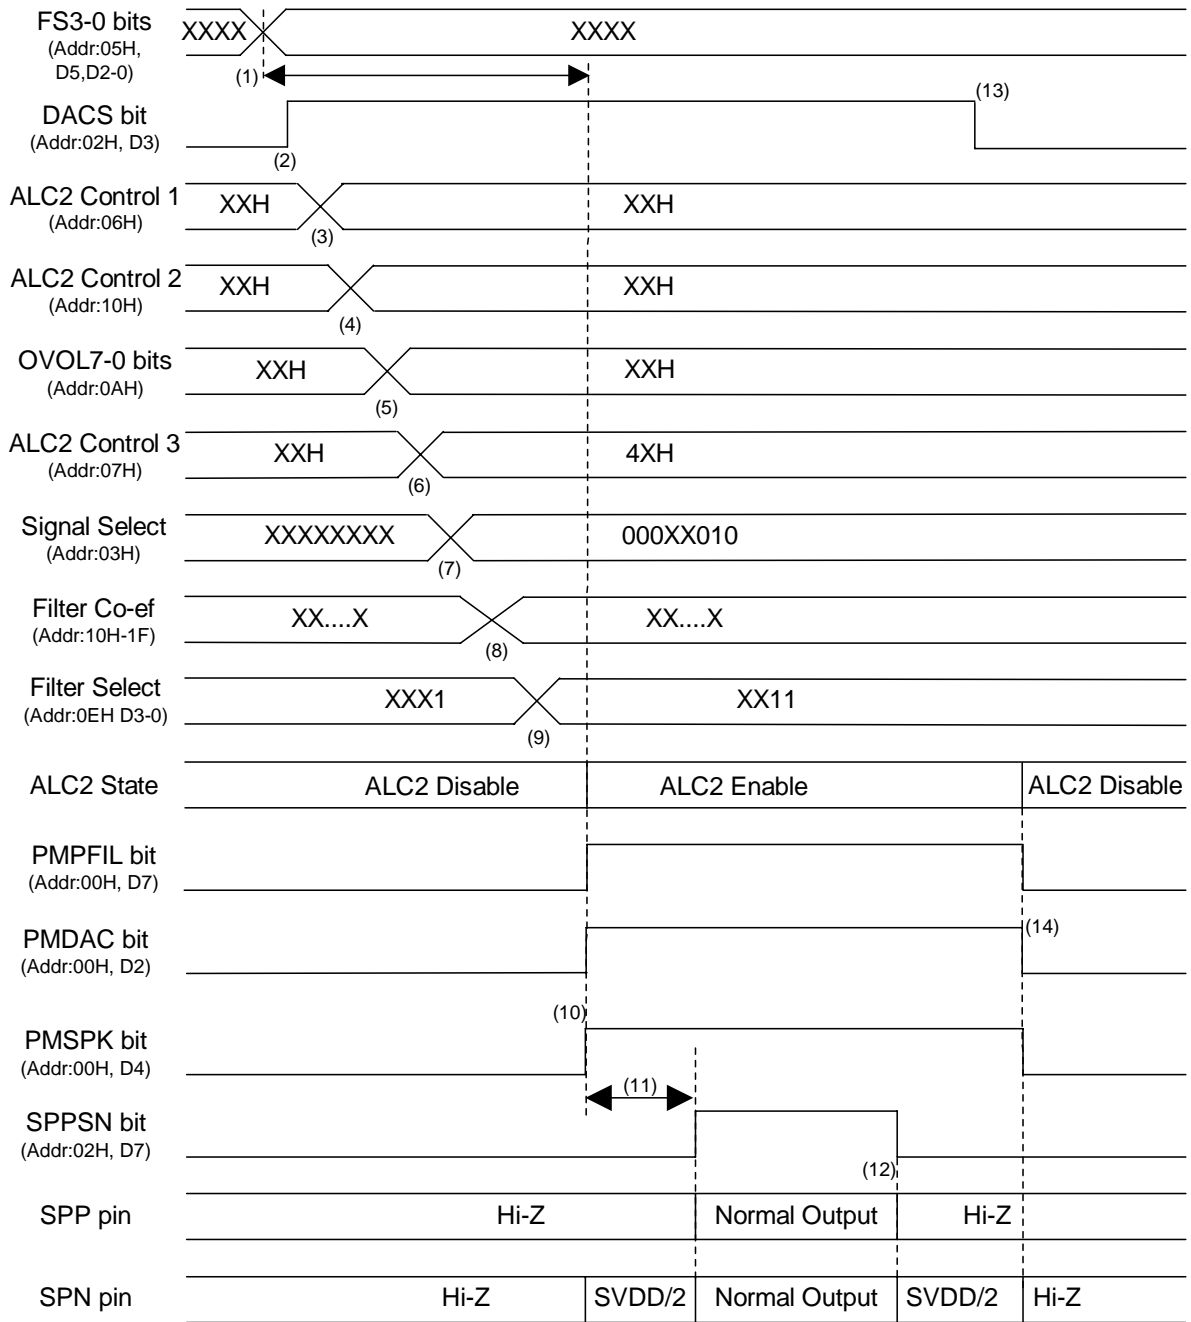 FS3-0 bits
(Addr:05H,
D5,D2-0)
XXXX
XXXX
(1)
DACS bit
(Addr:02H, D3)
(2)
(13)
ALC2 Control 1
(Addr:06H)
XXH
XXH
(3)
ALC2 Control 2
(Addr:10H)
XXH
XXH
(4)
OVOL7-0 bits
(Addr:0AH)
XXH
XXH
(5)
ALC2 Control 3
(Addr:07H)
XXH
4XH
(6)
Signal Select
(Addr:03H)
XXXXXXXX
000XX010
(7)
Filter Co-ef
(Addr:10H-1F)
XX....X
XX....X
(8)
Filter Select
(Addr:0EH D3-0)
XXX1
XX11
(9)
ALC2 State
ALC2 Disable
ALC2 Enable
ALC2 Disable
PMPFIL bit
(Addr:00H, D7)
PMDAC bit
(Addr:00H, D2)
(14)
(10)
PMSPK bit
(Addr:00H, D4)
(11)
SPPSN bit
(Addr:02H, D7)
(12)
SPP pin
Hi-Z
Normal Output
Hi-Z
SPN pin
Hi-Z
SVDD/2
Normal Output
SVDD/2
Hi-Z